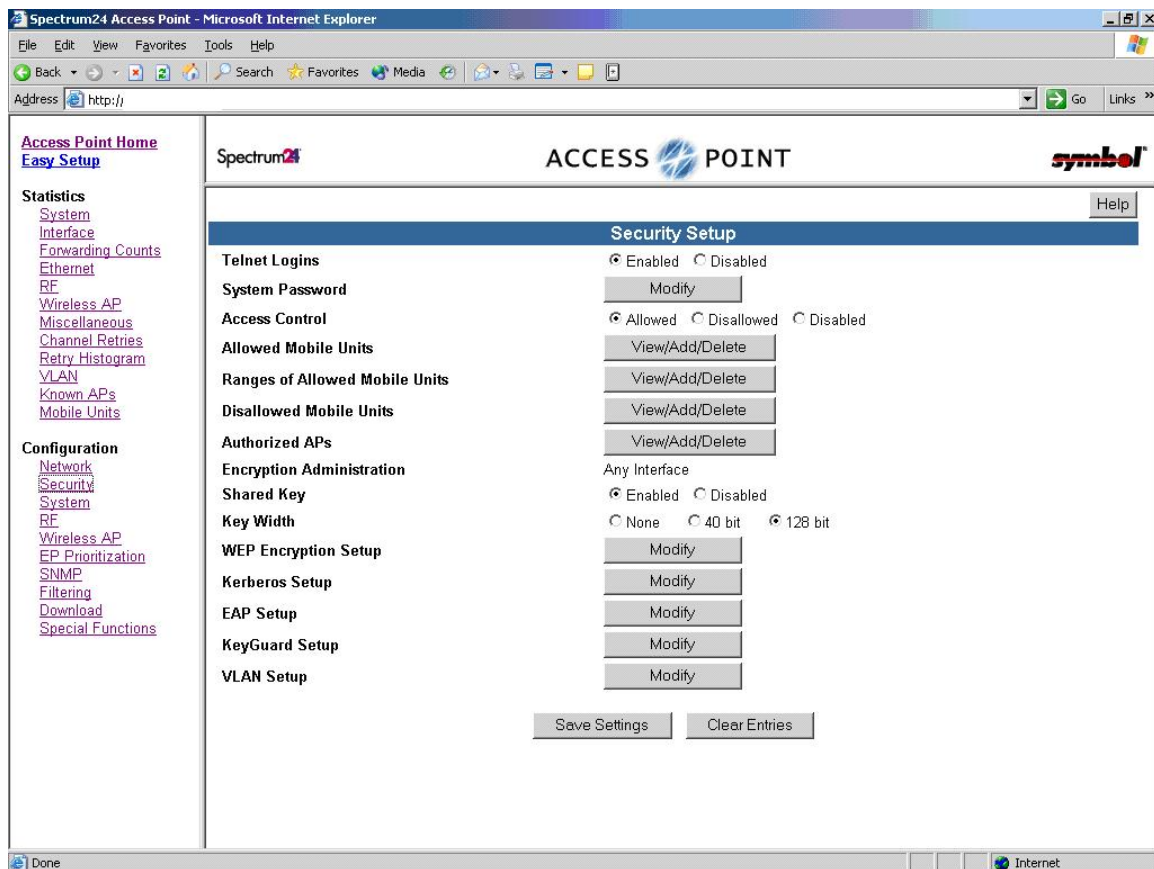 Spectrum24 Access Point - Microsoft Internet Explorer
File Edit View Favorites Tools Help
Back Search Favorites Media
Address http:// Go Links »
Access Point Home
Easy Setup
Statistics
System
Interface
Forwarding Counts
Ethernet
RF
Wireless AP
Miscellaneous
Channel Retries
Retry Histogram
VLAN
Known APs
Mobile Units
Configuration
Network
Security
System
RF
Wireless AP
EP Prioritization
SNMP
Filtering
Download
Special Functions
Spectrum24 ACCESS POINT symbol
Help
Security Setup
Telnet Logins Enabled Disabled
System Password Modify
Access Control Allowed Disallowed Disabled
Allowed Mobile Units View/Add/Delete
Ranges of Allowed Mobile Units View/Add/Delete
Disallowed Mobile Units View/Add/Delete
Authorized APs View/Add/Delete
Encryption Administration Any Interface
Shared Key Enabled Disabled
Key Width None 40 bit 128 bit
WEP Encryption Setup Modify
Kerberos Setup Modify
EAP Setup Modify
KeyGuard Setup Modify
VLAN Setup Modify
Save Settings Clear Entries
Done Internet